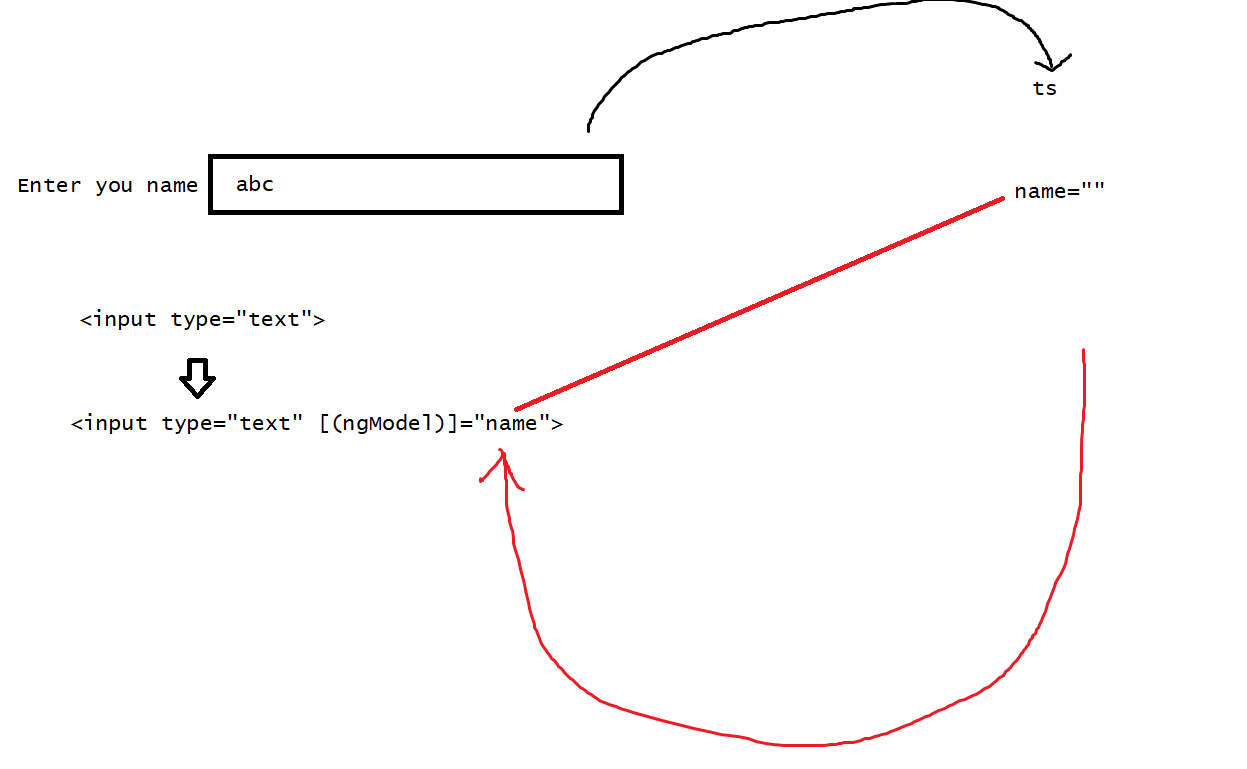 ts
Enter you name abc
name=""
<input type="text">
<input type="text" [(ngModel)]="name">